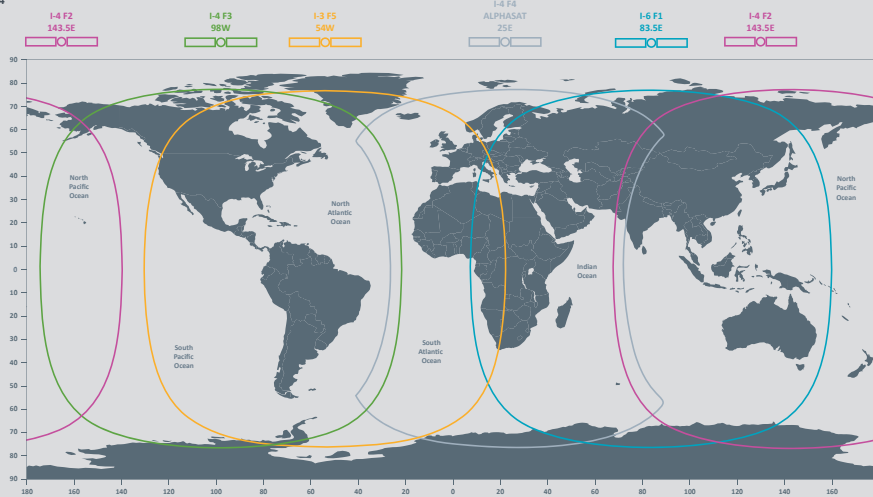 I-4 F2
143.5E
I-4 F3
98W
I-3 F5
54W
I-4 F4
ALPHASAT
25E
I-6 F1
83.5E
I-4 F2
143.5E
90
80
70
60
50
40
30
20
10
0
10
20
30
40
50
60
70
80
90
North
Pacific
Ocean
North
Atlantic
Ocean
South
Pacific
Ocean
South
Atlantic
Ocean
Indian
Ocean
North
Pacific
Ocean
180 160 140 120 100 80 60 40 20 0 20 40 60 80 100 120 140 160